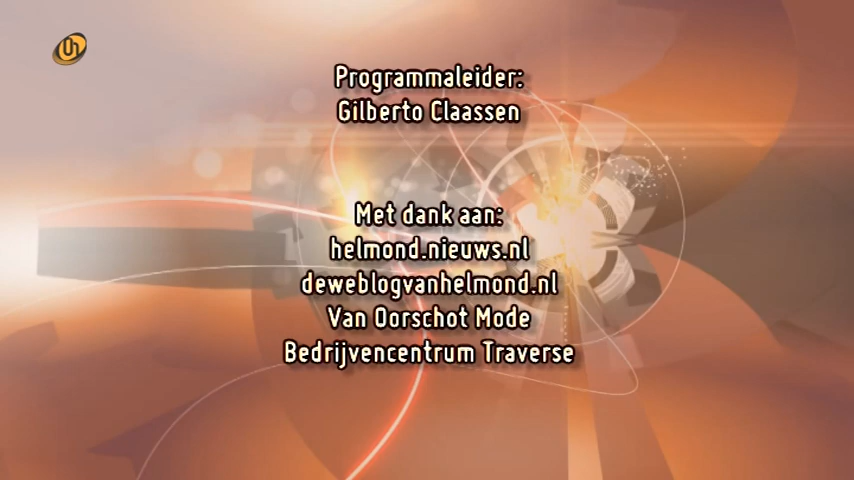 Programmaleider:
Gilberto Claassen
Met dank aan:
helmond.nieuws.nl
deweblogvanhelmond.nl
Van Oorschot Mode
Bedrijvencentrum Traverse